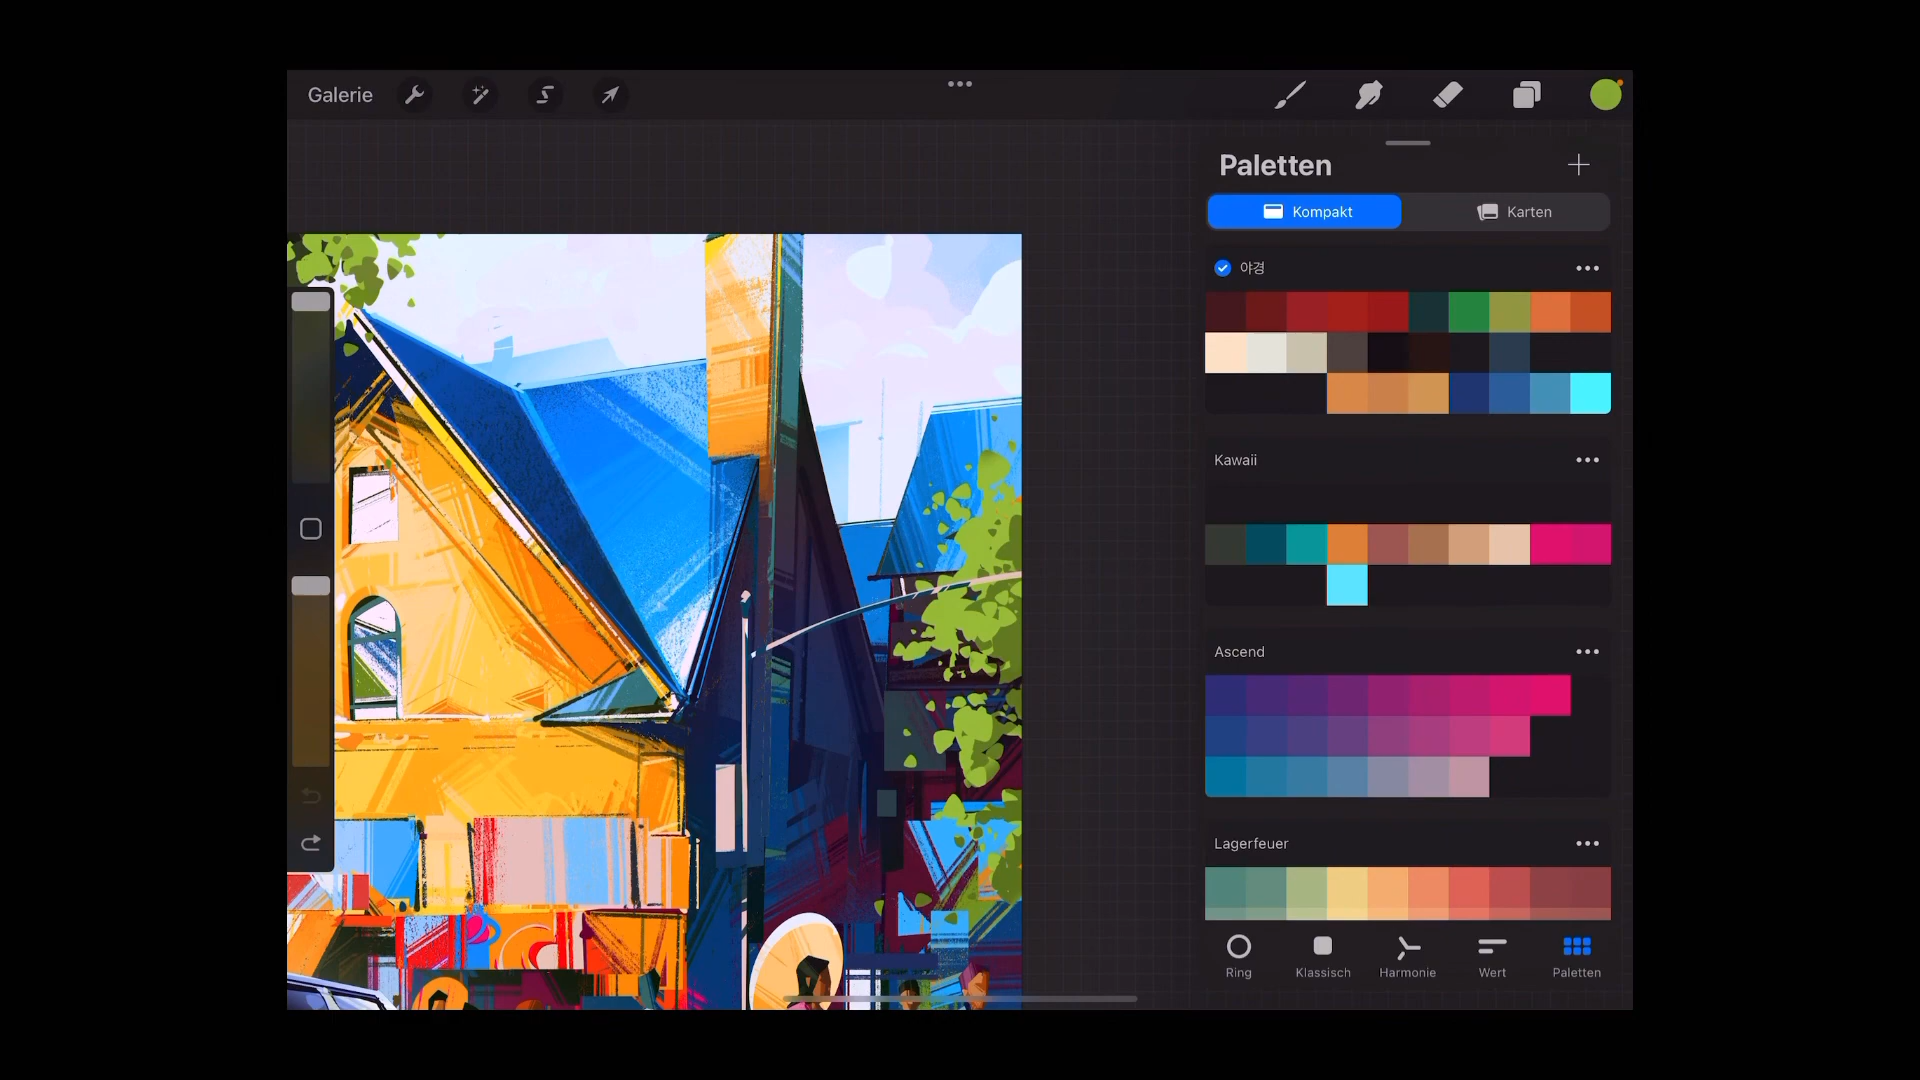 Galerie
Paletten
Kompakt
Karten
야경
Kawaii
Ascend
Lagerfeuer
Ring
Klassisch
Harmonie
Wert
Paletten